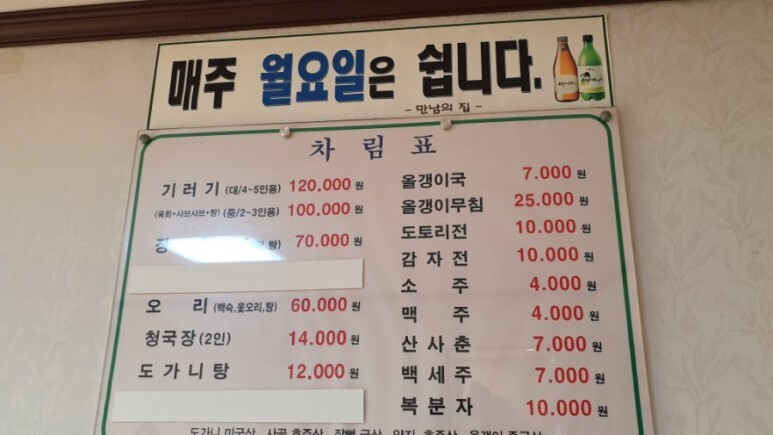 매주 월요일은 쉽니다.
- 만남의 집 -
차림표
기러기 (대/4~5인용) 120.000 원
(육회+샤브샤브+탕) (중/2~3인용) 100.000 원
탕) 70.000 원
오 리 (백숙,옻오리,탕) 60.000 원
청국장 (2인) 14.000 원
도가니탕 12.000 원
올갱이국 7.000 원
올갱이무침 25.000 원
도토리전 10.000 원
감자전 10.000 원
소 주 4.000 원
맥 주 4.000 원
산사춘 7.000 원
백세주 7.000 원
복분자 10.000 원